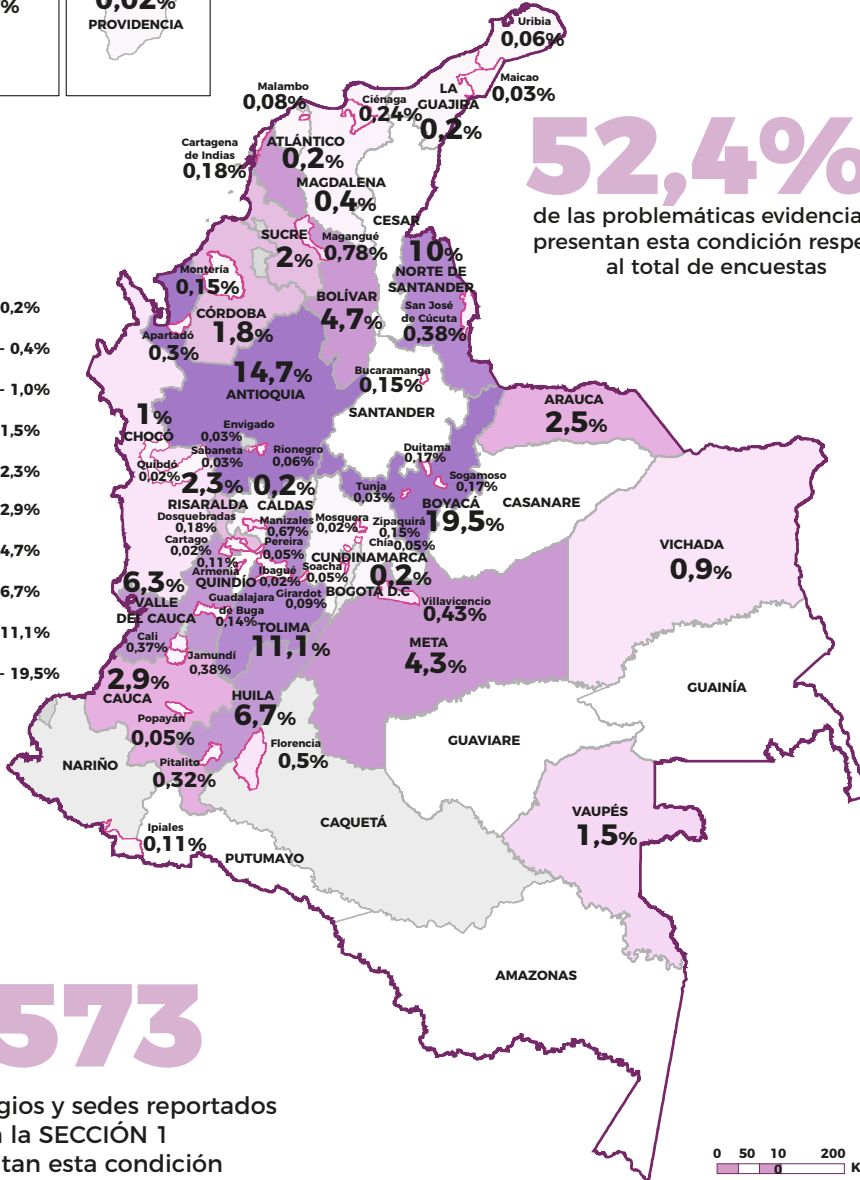 %
0,02%
PROVIDENCIA
Uribia
0,06%
Maicao
0,03%
LA
GUAJIRA
0,2%
Malambo
0,08%
Ciénaga
0,24%
Cartagena
de Indias
0,18%
ATLÁNTICO
0,2%
MAGDALENA
0,4%
CESAR
52,4%
de las problemáticas evidencia
presentan esta condición respe
al total de encuestas
SUCRE
2%
Magangué
0,78%
10%
NORTE DE
SANTANDER
San José
de Cúcuta
0,38%
Montería
0,15%
BOLÍVAR
4,7%
CÓRDOBA
1,8%
Apartadó
0,3%
0,2%
- 0,4%
- 1,0%
1,5%
2,3%
2,9%
4,7%
6,7%
11,1%
- 19,5%
14,7%
ANTIOQUIA
Bucaramanga
0,15%
SANTANDER
ARAUCA
2,5%
1%
CHOCÓ
Envigado
0,03%
Sabaneta
0,03%
Rionegro
0,06%
Quibdó
0,02%
Duitama
0,17%
Sogamoso
0,17%
Tunja
0,03%
BOYACÁ
19,5%
CASANARE
2,3%
RISARALDA
0,2%
CALDAS
Dosquebradas
0,18%
Manizales
0,67%
Mosquera
0,02%
Zipaquirá
0,15%
Chía
0,05%
Cartago
0,02%
Pereira
0,05%
CUNDINAMARCA
0,2%
0,11%
Armenia
QUINDÍO
Ibagué
0,02%
Soacha
0,05%
BOGOTÁ D.C
Girardot
0,09%
VICHADA
0,9%
6,3%
VALLE
DEL CAUCA
Guadalajara
de Buga
0,14%
Villavicencio
0,43%
Cali
0,37%
TOLIMA
11,1%
META
4,3%
Jamundí
0,38%
2,9%
CAUCA
HUILA
6,7%
GUAINÍA
Popayán
0,05%
Florencia
0,5%
GUAVIARE
NARIÑO
Pitalito
0,32%
CAQUETÁ
VAUPÉS
1,5%
Ipiales
0,11%
PUTUMAYO
AMAZONAS
573
gios y sedes reportados
la SECCIÓN 1
tan esta condición
0 50 10
0 200 K